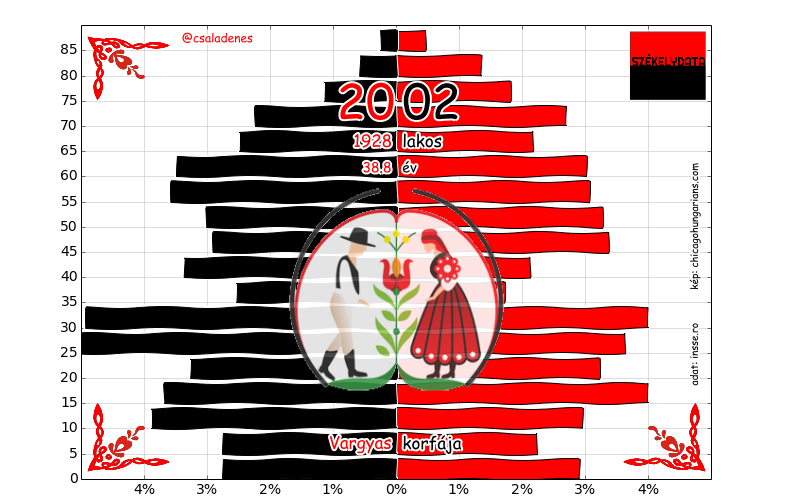 @csaladenes
SZÉKELYDATA
2002
1928 lakos
38.8 év
kép: chicagohungarians.com
adat: insse.ro
Vargyas korfája
85
80
75
70
65
60
55
50
45
40
35
30
25
20
15
10
5
0
4% 3% 2% 1% 0% 1% 2% 3% 4%